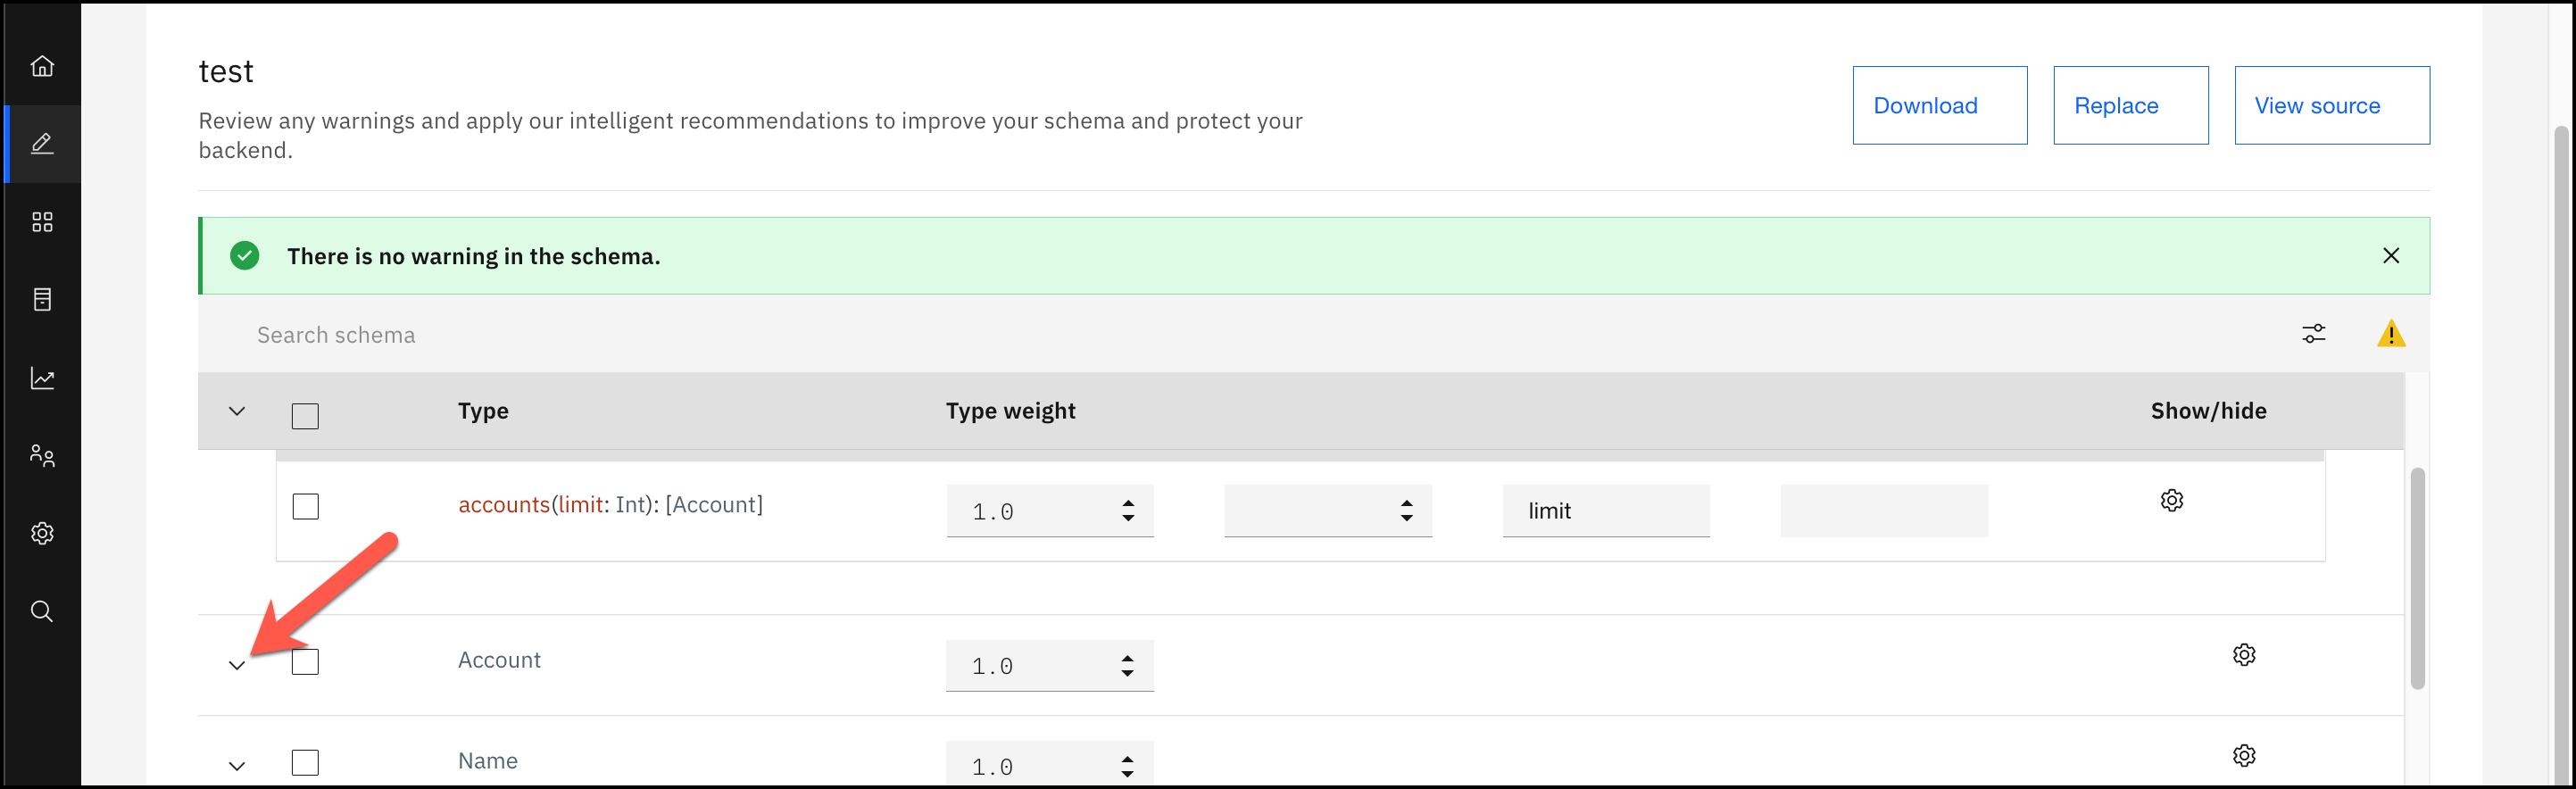 test
Review any warnings and apply our intelligent recommendations to improve your schema and protect your
backend.
Download
Replace
View source
There is no warning in the schema.
Search schema
Type
Type weight
Show/hide
accounts(limit: Int): [Account]
1.0
limit
Account
1.0
Name
1.0